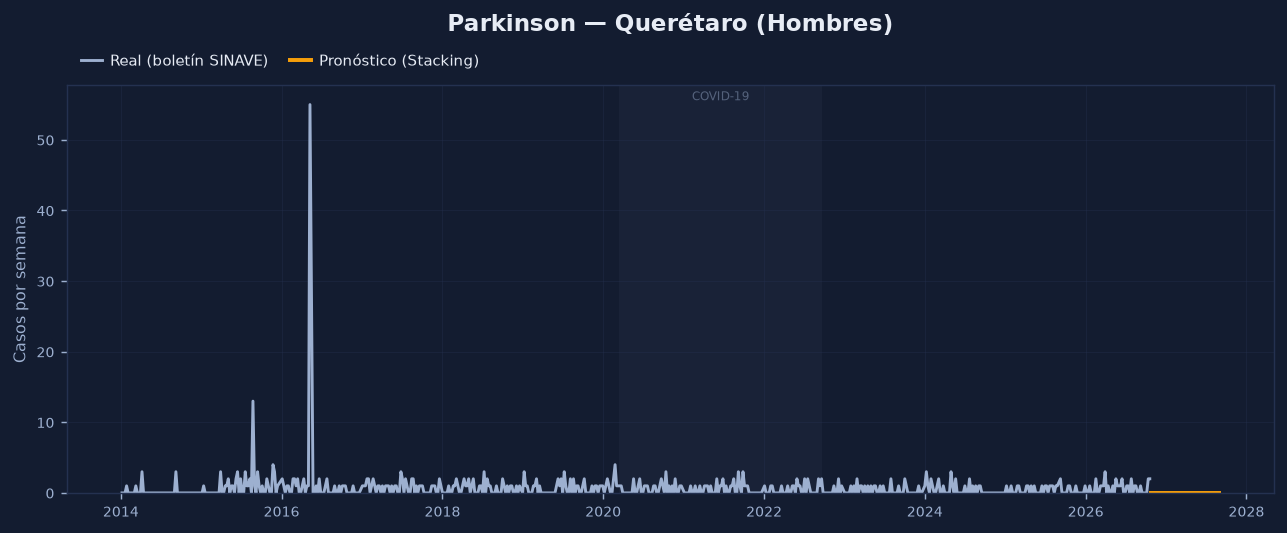 Parkinson — Querétaro (Hombres)
Real (boletín SINAVE)
Pronóstico (Stacking)
COVID-19
Casos por semana
50
40
30
20
10
0
2014
2016
2018
2020
2022
2024
2026
2028